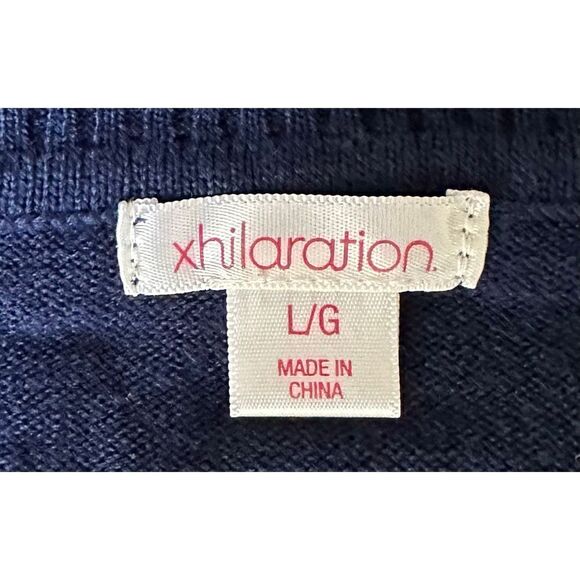 xhilaration.
L/G
MADE IN
CHINA